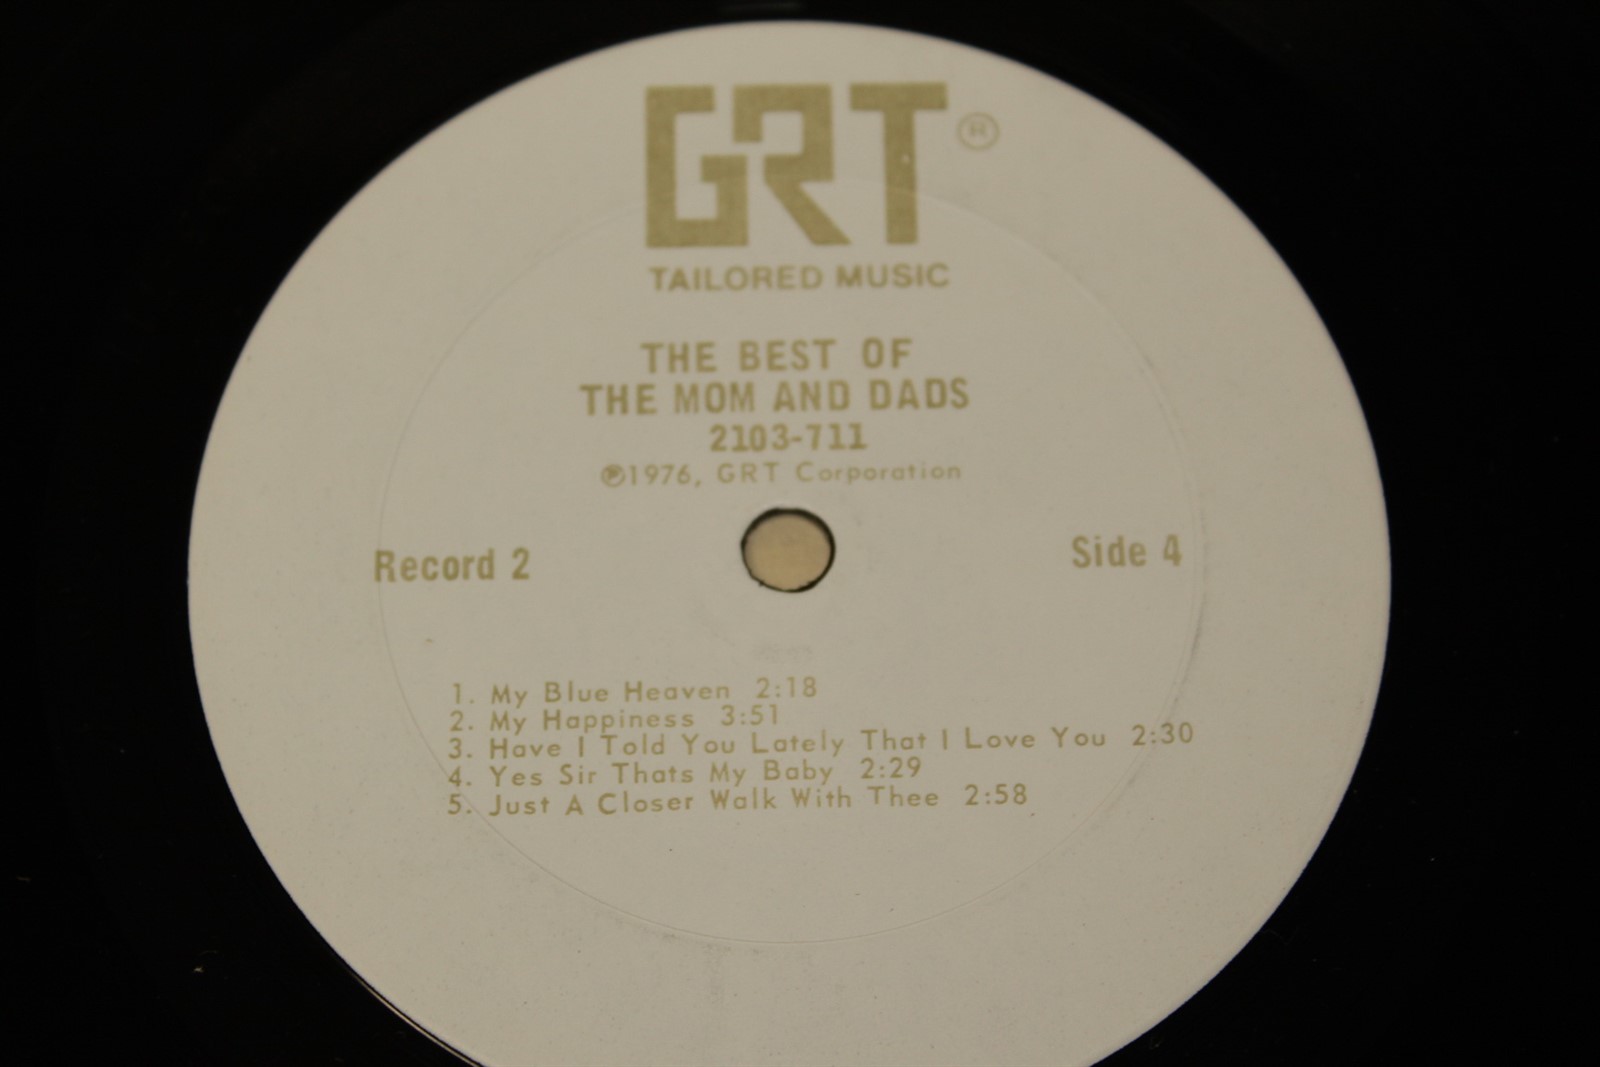 GRT ®
TAILORED MUSIC
THE BEST OF
THE MOM AND DADS
2103-711
℗1976, GRT Corporation
Record 2
Side 4
1. My Blue Heaven 2:18
2. My Happiness 3:51
3. Have I Told You Lately That I Love You 2:30
4. Yes Sir Thats My Baby 2:29
5. Just A Closer Walk With Thee 2:58